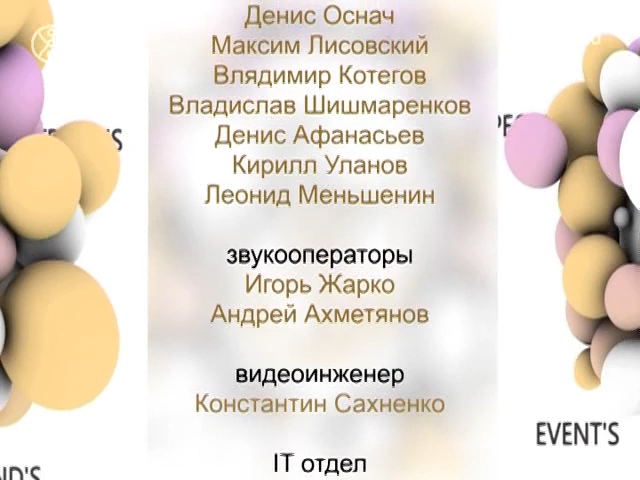 Денис Оснач
Максим Лисовский
Влядимир Котегов
Владислав Шишмаренков
Денис Афанасьев
Кирилл Уланов
Леонид Меньшенин
звукооператоры
Игорь Жарко
Андрей Ахметянов
видеоинженер
Константин Сахненко
IT отдел
EVENT'S